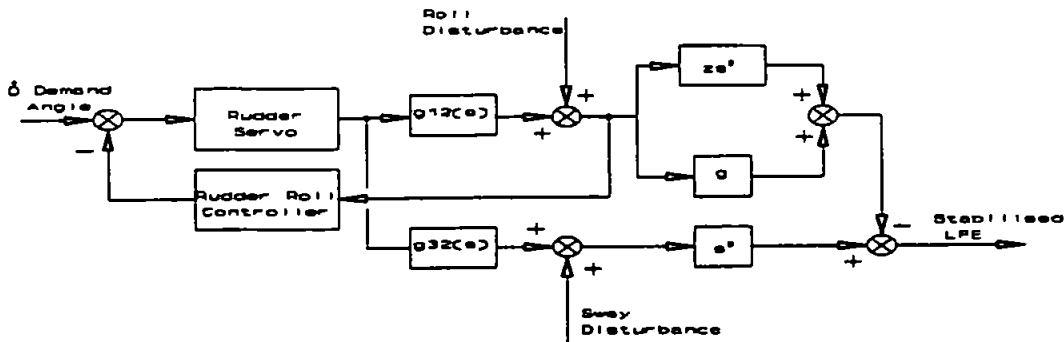 Roll
Disturbance
zs²
Demand
Angle
Rudder
Servo
g12(s)
+
+
+
+
−
g
Rudder Roll
Controller
−
Stabilised
LFE
g32(s)
+
+
s²
+
Sway
Disturbance